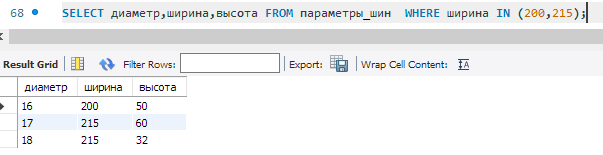 68 SELECT диаметр,ширина,высота FROM параметры_шин WHERE ширина IN (200,215);
Result Grid Filter Rows: Export: Wrap Cell Content: IA
диаметр ширина высота
16 200 50
17 215 60
18 215 32